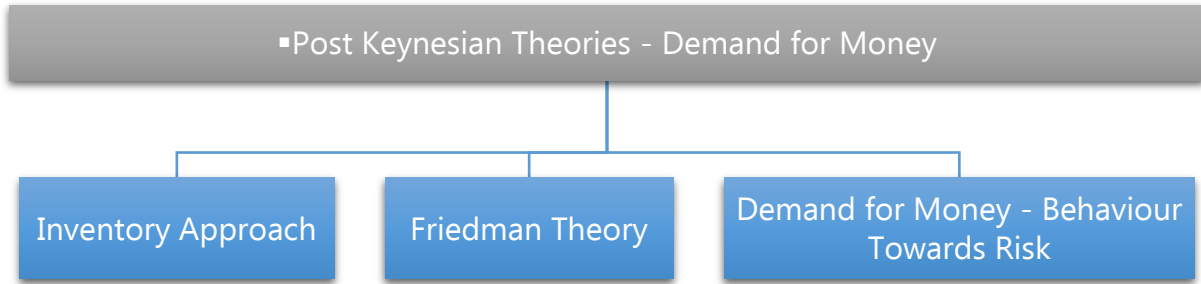 ▪Post Keynesian Theories - Demand for Money
Inventory Approach
Friedman Theory
Demand for Money - Behaviour
Towards Risk